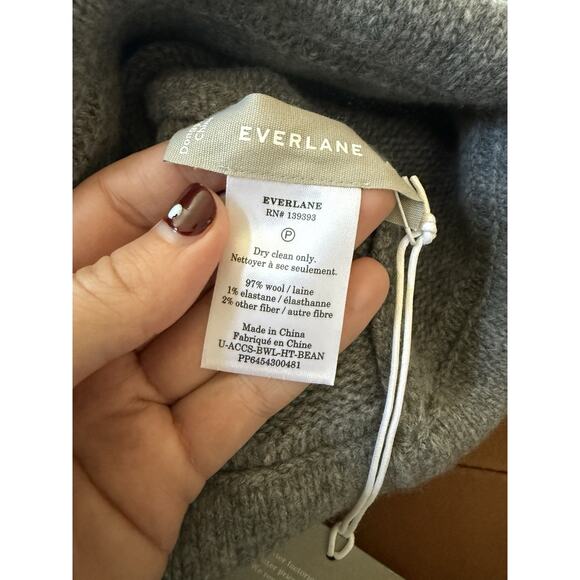 EVERLANE
EVERLANE
RN# 139393
P
Dry clean only.
Nettoyer à sec seulement.
97% wool / laine
1% elastane / élasthanne
2% other fiber / autre fibre
Made in China
Fabriqué en Chine
U-ACCS-BWL-HT-BEAN
PP6454300481